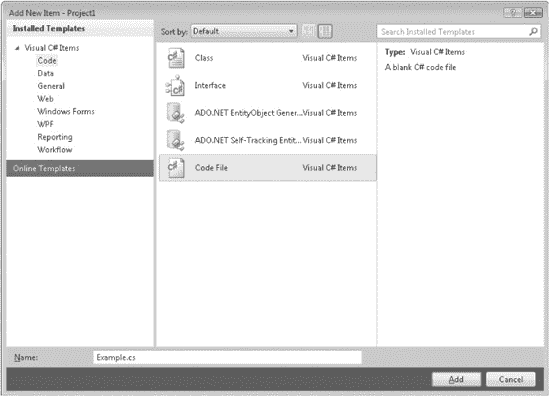 Add New Item - Project1
Installed Templates
Visual C# Items
Code
Data
General
Web
Windows Forms
WPF
Reporting
Workflow
Online Templates
Sort by: Default
Class Visual C# Items
Interface Visual C# Items
ADO.NET EntityObject Gener... Visual C# Items
ADO.NET Self-Tracking Entit... Visual C# Items
Code File Visual C# Items
Search Installed Templates
Type: Visual C# Items
A blank C# code file
Name: Example.cs
Add Cancel